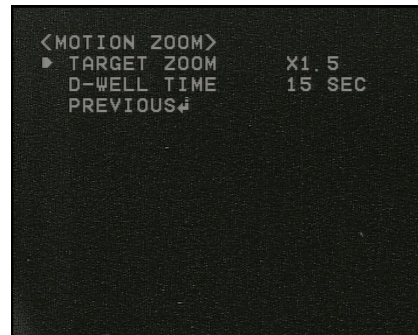 <MOTION ZOOM>
TARGET ZOOM X1.5
D-WELL TIME 15 SEC
PREVIOUS↲